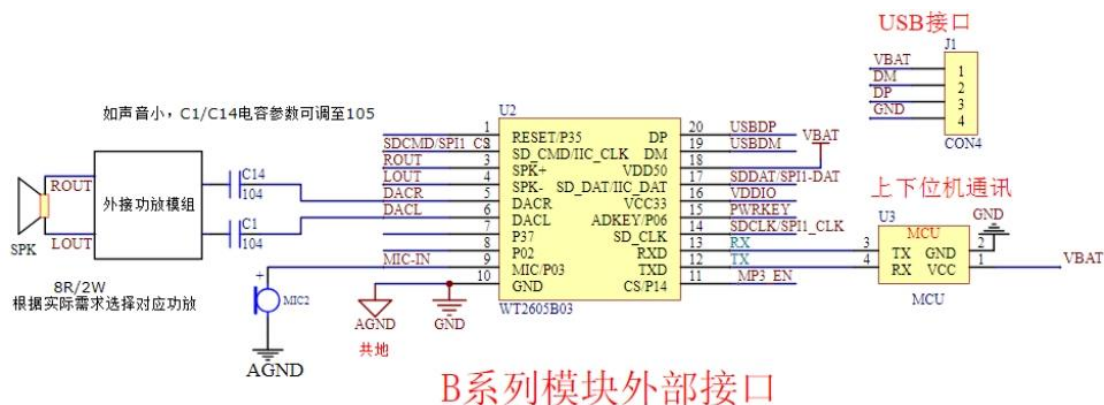 USB接口
J1
VBAT
DM
DP
GND
1
2
3
4
CON4
如声音小，C1/C14电容参数可调至105
U2
1
SDCMD/SPI1_CS
ROUT
3
LOUT
4
DACR
5
DACL
6
7
8
MIC-IN
9
10
RESET/P35
SD_CMD/IIC_CLK
SPK+
SPK-
DACR
DACL
P37
P02
MIC/P03
GND
DP
DM
VDD50
SD_DAT/IIC_DAT
VCC33
ADKEY/P06
SD_CLK
RXD
TXD
CS/P14
20
USBDP
19
USBDM
18
VBAT
17
SDDAT/SPI1-DAT
16
VDDIO
15
PWRKEY
14
SDCLK/SPI1_CLK
13
RX
12
TX
11
MP3_EN
WT2605B03
ROUT
LOUT
SPK
外接功放模组
C14
104
C1
104
8R/2W
根据实际需求选择对应功放
+
MIC2
AGND
AGND
共地
GND
上下位机通讯
U3
MCU
GND
3
TX
GND
2
4
RX
VCC
1
VBAT
MCU
B系列模块外部接口